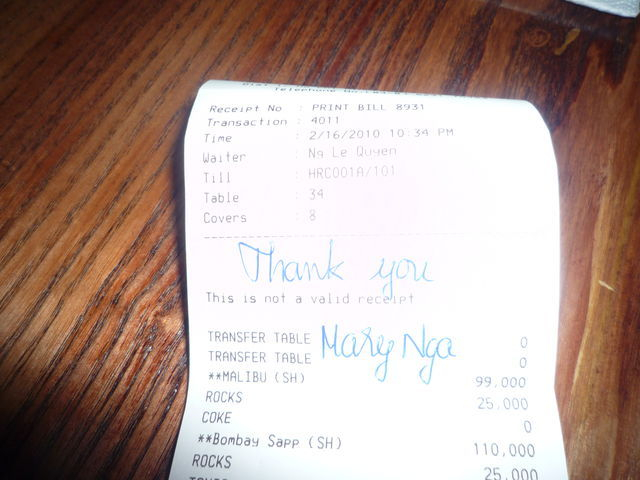 Receipt No : PRINT BILL 8931
Transaction : 4011
Time : 2/16/2010 10:34 PM
Waiter : Ng Le Quyen
Till : HRC001A/101
Table : 34
Covers : 8
Thank you
This is not a valid receipt
TRANSFER TABLE 0
Mary Nga
TRANSFER TABLE 0
**MALIBU (SH) 99,000
ROCKS 25,000
COKE 0
**Bombay Sapp (SH) 110,000
ROCKS 25,000